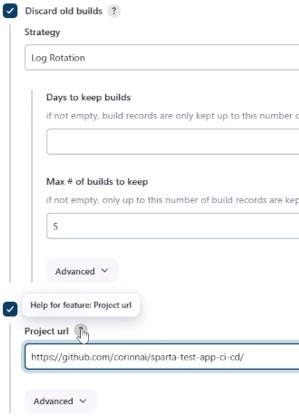 Discard old builds ?
Strategy
Log Rotation
Days to keep builds
if not empty, build records are only kept up to this number
Max # of builds to keep
if not empty, only up to this number of build records are
5
Advanced
Help for feature: Project url
Project url ?
https://github.com/corinnai/sparta-test-app-ci-cd/
Advanced